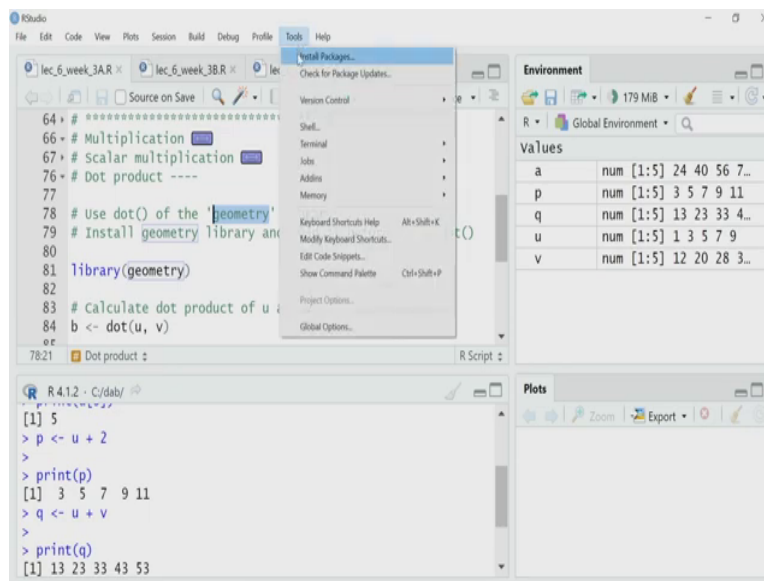 RStudio
File Edit Code View Plots Session Build Debug Profile Tools Help
lec_6_week_3A.R × lec_6_week_3B.R × lec
Source on Save
64 # ****************************
66 # Multiplication
67 # Scalar multiplication
76 # Dot product ----
77
78 # Use dot() of the 'geometry'
79 # Install geometry library and t()
80
81 library(geometry)
82
83 # Calculate dot product of u
84 b <- dot(u, v)
78:21 Dot product R Script
Install Packages...
Check for Package Updates...
Version Control
Shell...
Terminal
Jobs
Addins
Memory
Keyboard Shortcuts Help Alt+Shift+K
Modify Keyboard Shortcuts...
Edit Code Snippets...
Show Command Palette Ctrl+Shift+P
Project Options...
Global Options...
Environment
179 MiB
R Global Environment
Values
a num [1:5] 24 40 56 7...
p num [1:5] 3 5 7 9 11
q num [1:5] 13 23 33 4...
u num [1:5] 1 3 5 7 9
v num [1:5] 12 20 28 3...
R 4.1.2 · C:/dab/
[1] 5
> p <- u + 2
>
> print(p)
[1] 3 5 7 9 11
> q <- u + v
>
> print(q)
[1] 13 23 33 43 53
Plots
Zoom Export